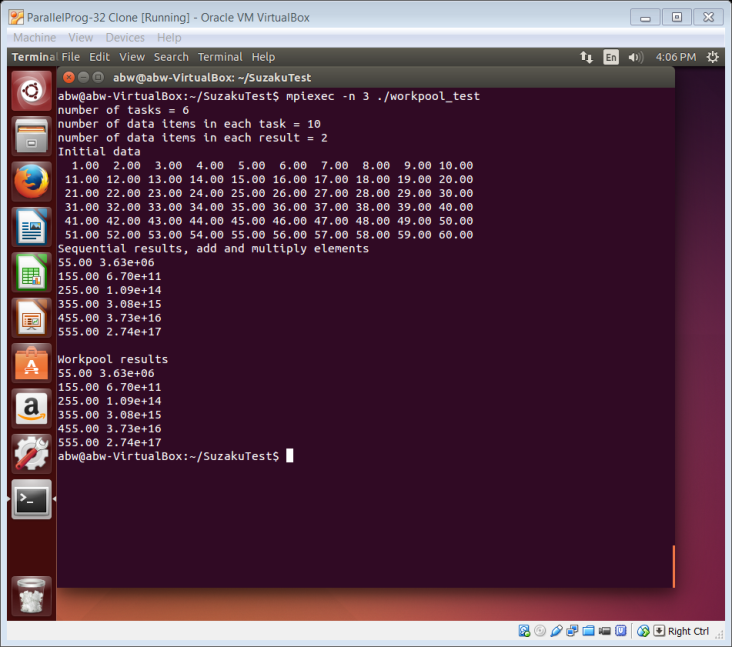 ParallelProg-32 Clone [Running] - Oracle VM VirtualBox
Machine View Devices Help
Terminal File Edit View Search Terminal Help En 4:06 PM
abw@abw-VirtualBox: ~/SuzakuTest
abw@abw-VirtualBox:~/SuzakuTest$ mpiexec -n 3 ./workpool_test
number of tasks = 6
number of data items in each task = 10
number of data items in each result = 2
Initial data
1.00 2.00 3.00 4.00 5.00 6.00 7.00 8.00 9.00 10.00
11.00 12.00 13.00 14.00 15.00 16.00 17.00 18.00 19.00 20.00
21.00 22.00 23.00 24.00 25.00 26.00 27.00 28.00 29.00 30.00
31.00 32.00 33.00 34.00 35.00 36.00 37.00 38.00 39.00 40.00
41.00 42.00 43.00 44.00 45.00 46.00 47.00 48.00 49.00 50.00
51.00 52.00 53.00 54.00 55.00 56.00 57.00 58.00 59.00 60.00
Sequential results, add and multiply elements
55.00 3.63e+06
155.00 6.70e+11
255.00 1.09e+14
355.00 3.08e+15
455.00 3.73e+16
555.00 2.74e+17
Workpool results
55.00 3.63e+06
155.00 6.70e+11
255.00 1.09e+14
355.00 3.08e+15
455.00 3.73e+16
555.00 2.74e+17
abw@abw-VirtualBox:~/SuzakuTest$
Right Ctrl